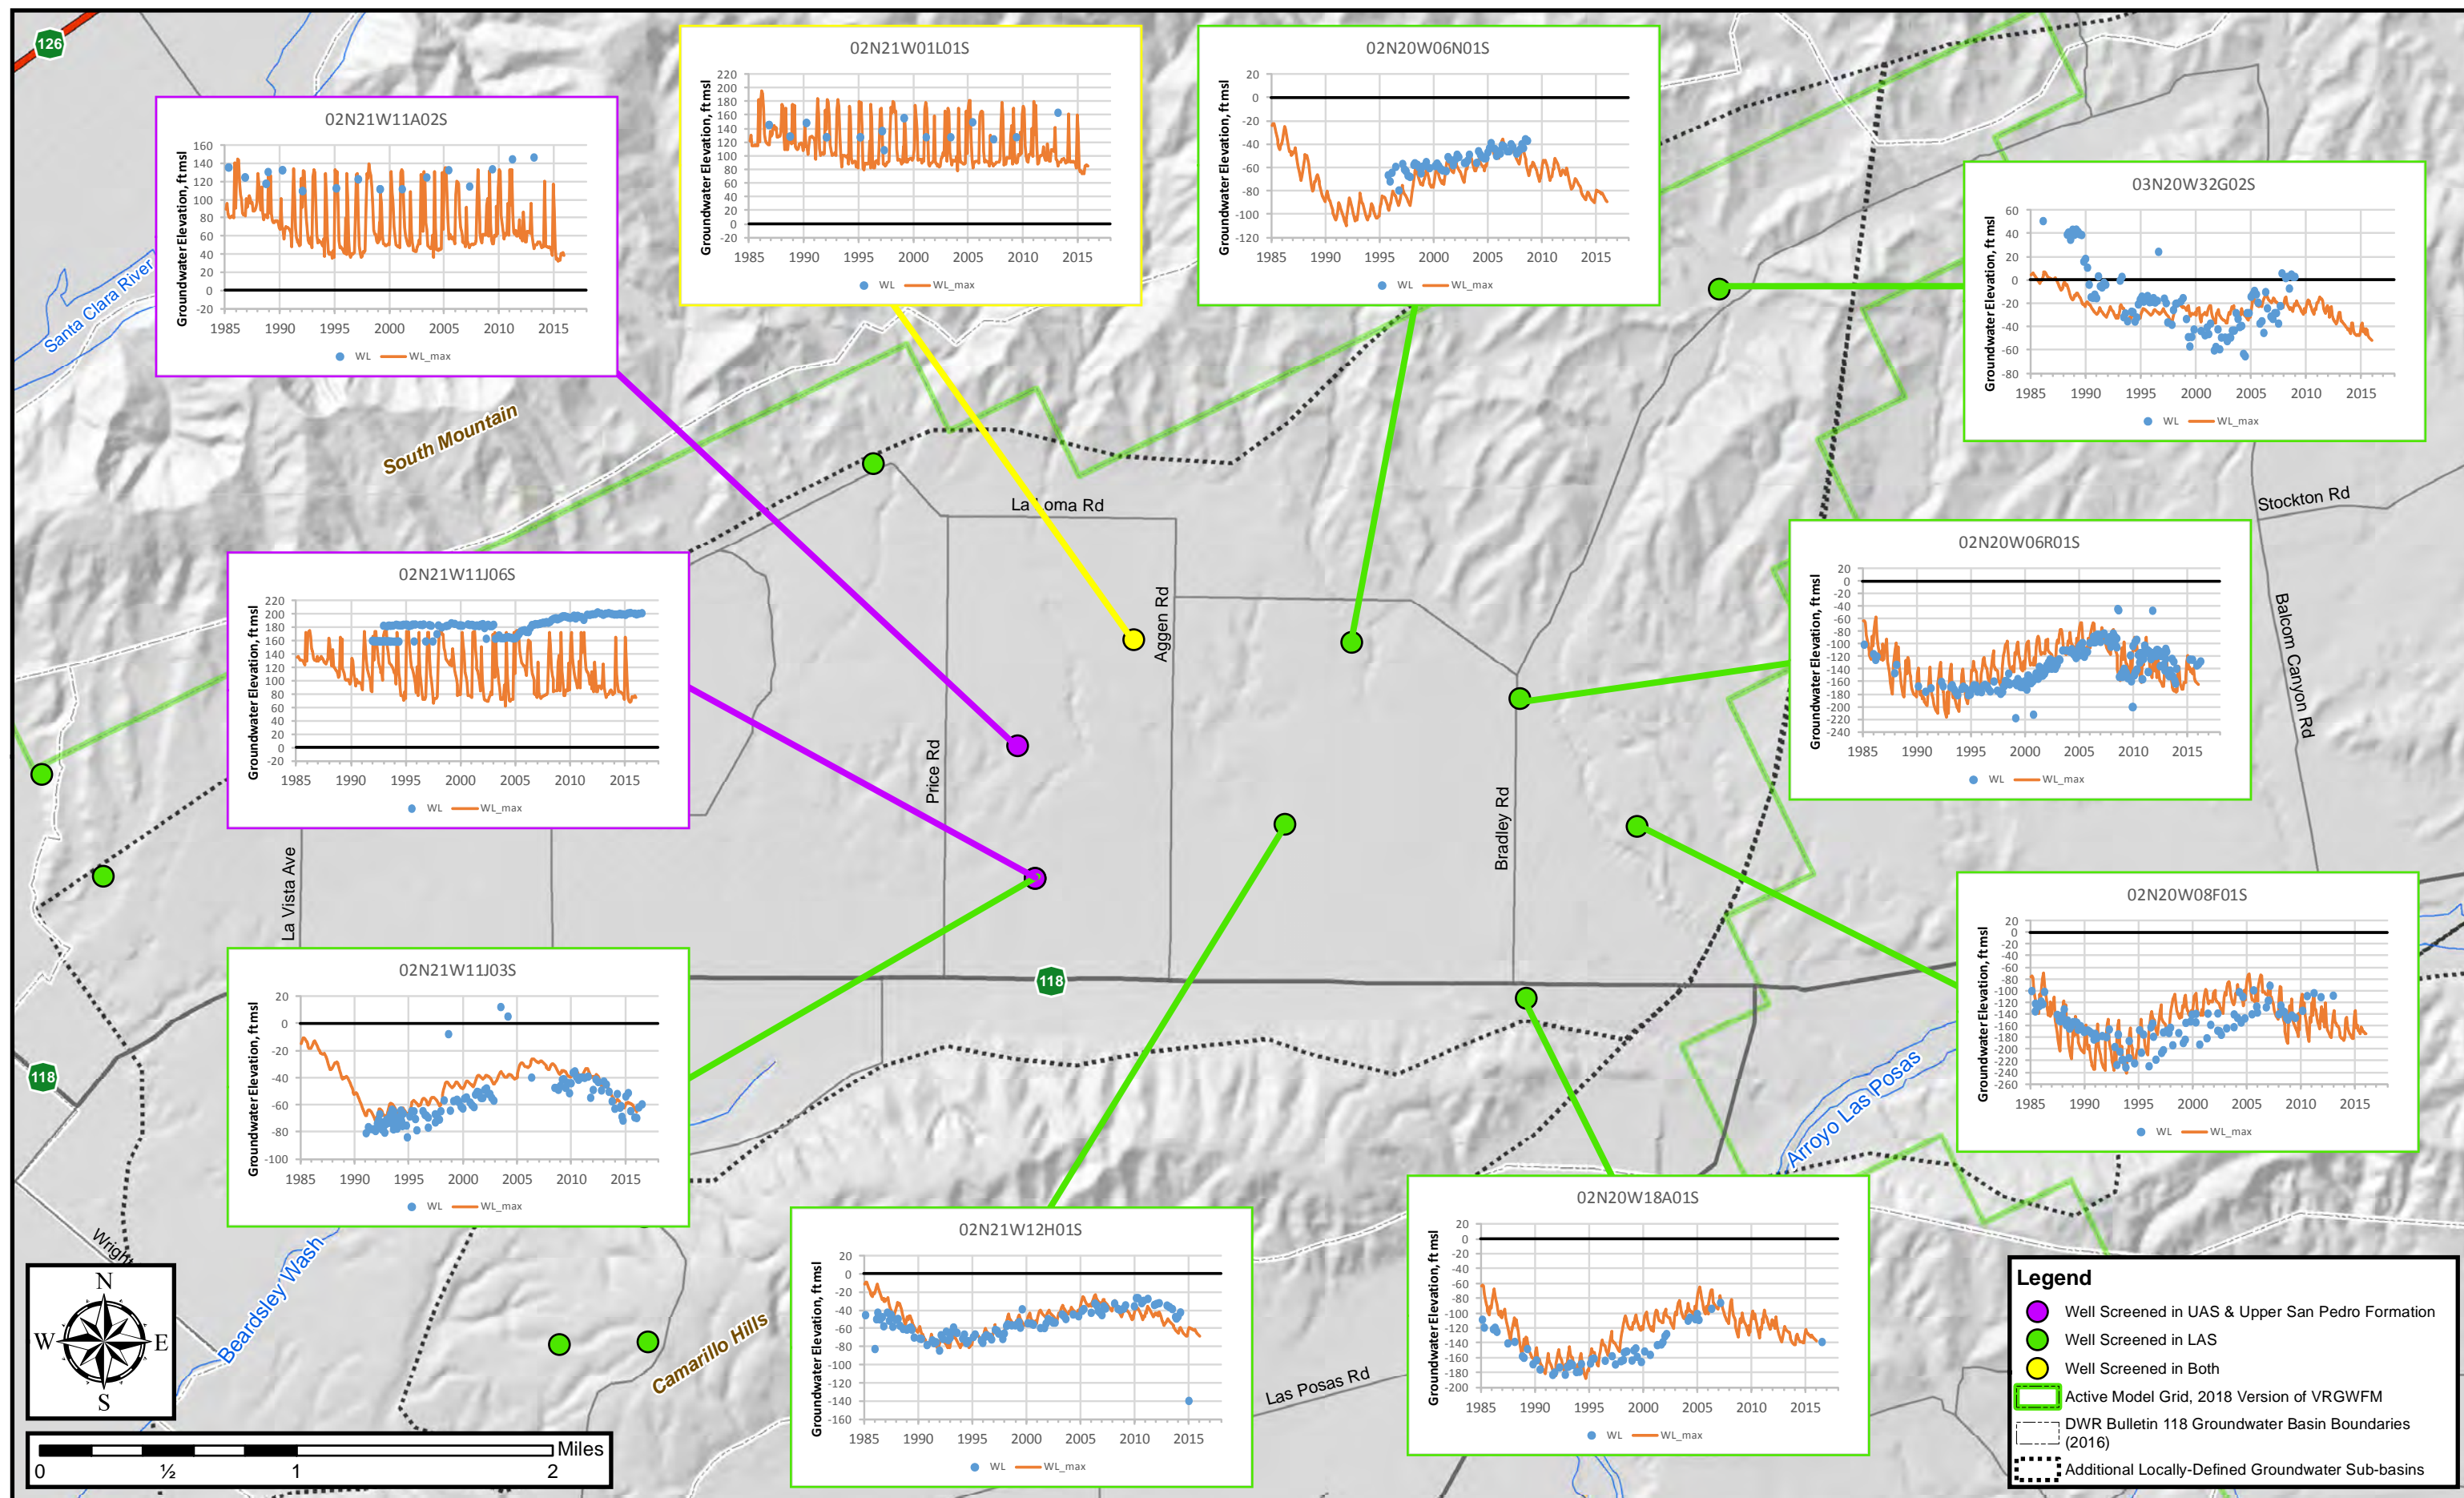 126
02N21W11A02S
Groundwater Elevation, ft msl
160
140
120
100
80
60
40
20
0
-20
1985 1990 1995 2000 2005 2010 2015
WL WL_max
02N21W01L01S
Groundwater Elevation, ft msl
220
200
180
160
140
120
100
80
60
40
20
0
-20
1985 1990 1995 2000 2005 2010 2015
WL WL_max
02N20W06N01S
Groundwater Elevation, ft msl
20
0
-20
-40
-60
-80
-100
-120
1985 1990 1995 2000 2005 2010 2015
WL WL_max
03N20W32G02S
Groundwater Elevation, ft msl
60
40
20
0
-20
-40
-60
-80
1985 1990 1995 2000 2005 2010 2015
WL WL_max
Santa Clara River
South Mountain
La Loma Rd
Stockton Rd
Aggen Rd
Price Rd
Bradley Rd
Balcom Canyon Rd
La Vista Ave
02N21W11J06S
Groundwater Elevation, ft msl
220
200
180
160
140
120
100
80
60
40
20
0
-20
1985 1990 1995 2000 2005 2010 2015
WL WL_max
02N20W06R01S
Groundwater Elevation, ft msl
20
0
-20
-40
-60
-80
-100
-120
-140
-160
-180
-200
-220
-240
1985 1990 1995 2000 2005 2010 2015
WL WL_max
02N21W11J03S
Groundwater Elevation, ft msl
20
0
-20
-40
-60
-80
-100
1985 1990 1995 2000 2005 2010 2015
WL WL_max
118
118
02N20W08F01S
Groundwater Elevation, ft msl
20
0
-20
-40
-60
-80
-100
-120
-140
-160
-180
-200
-220
-240
-260
1985 1990 1995 2000 2005 2010 2015
WL WL_max
Arroyo Las Posas
02N21W12H01S
Groundwater Elevation, ft msl
20
0
-20
-40
-60
-80
-100
-120
-140
-160
1985 1990 1995 2000 2005 2010 2015
WL WL_max
02N20W18A01S
Groundwater Elevation, ft msl
20
0
-20
-40
-60
-80
-100
-120
-140
-160
-180
-200
1985 1990 1995 2000 2005 2010 2015
WL WL_max
Wright
Beardsley Wash
Camarillo Hills
Las Posas Rd
N
W E
S
Miles
0 ½ 1 2
Legend
Well Screened in UAS & Upper San Pedro Formation
Well Screened in LAS
Well Screened in Both
Active Model Grid, 2018 Version of VRGWFM
DWR Bulletin 118 Groundwater Basin Boundaries
(2016)
Additional Locally-Defined Groundwater Sub-basins